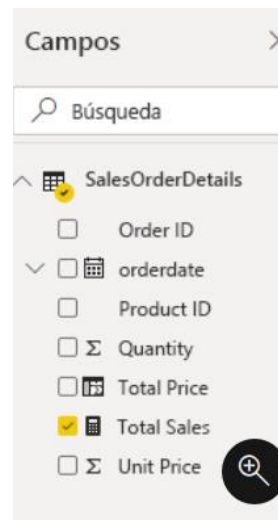 Campos
Búsqueda
SalesOrderDetails
Order ID
orderdate
Product ID
Σ Quantity
Total Price
Total Sales
Σ Unit Price